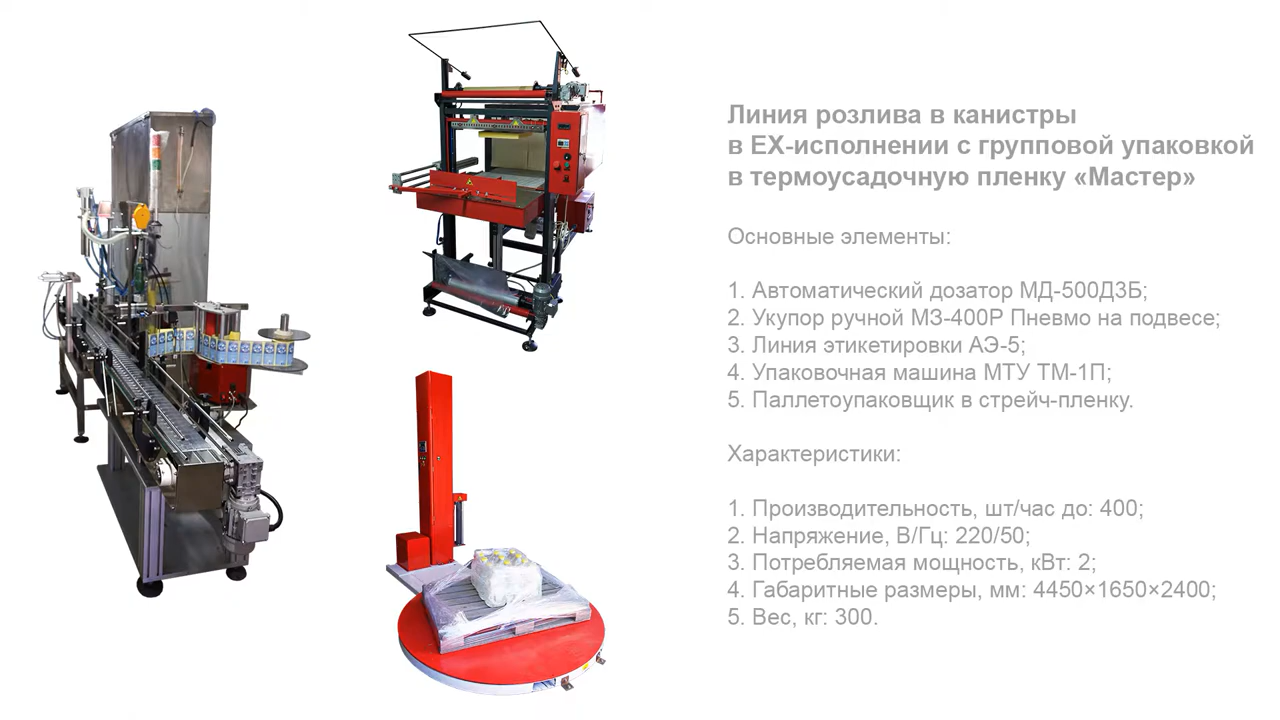 Линия розлива в канистры
в EX-исполнении с групповой упаковкой
в термоусадочную пленку «Мастер»
Основные элементы:
1. Автоматический дозатор МД-500Д3Б;
2. Укупор ручной МЗ-400Р Пневмо на подвесе;
3. Линия этикетировки АЭ-5;
4. Упаковочная машина МТУ ТМ-1П;
5. Паллетоупаковщик в стрейч-пленку.
Характеристики:
1. Производительность, шт/час до: 400;
2. Напряжение, В/Гц: 220/50;
3. Потребляемая мощность, кВт: 2;
4. Габаритные размеры, мм: 4450×1650×2400;
5. Вес, кг: 300.